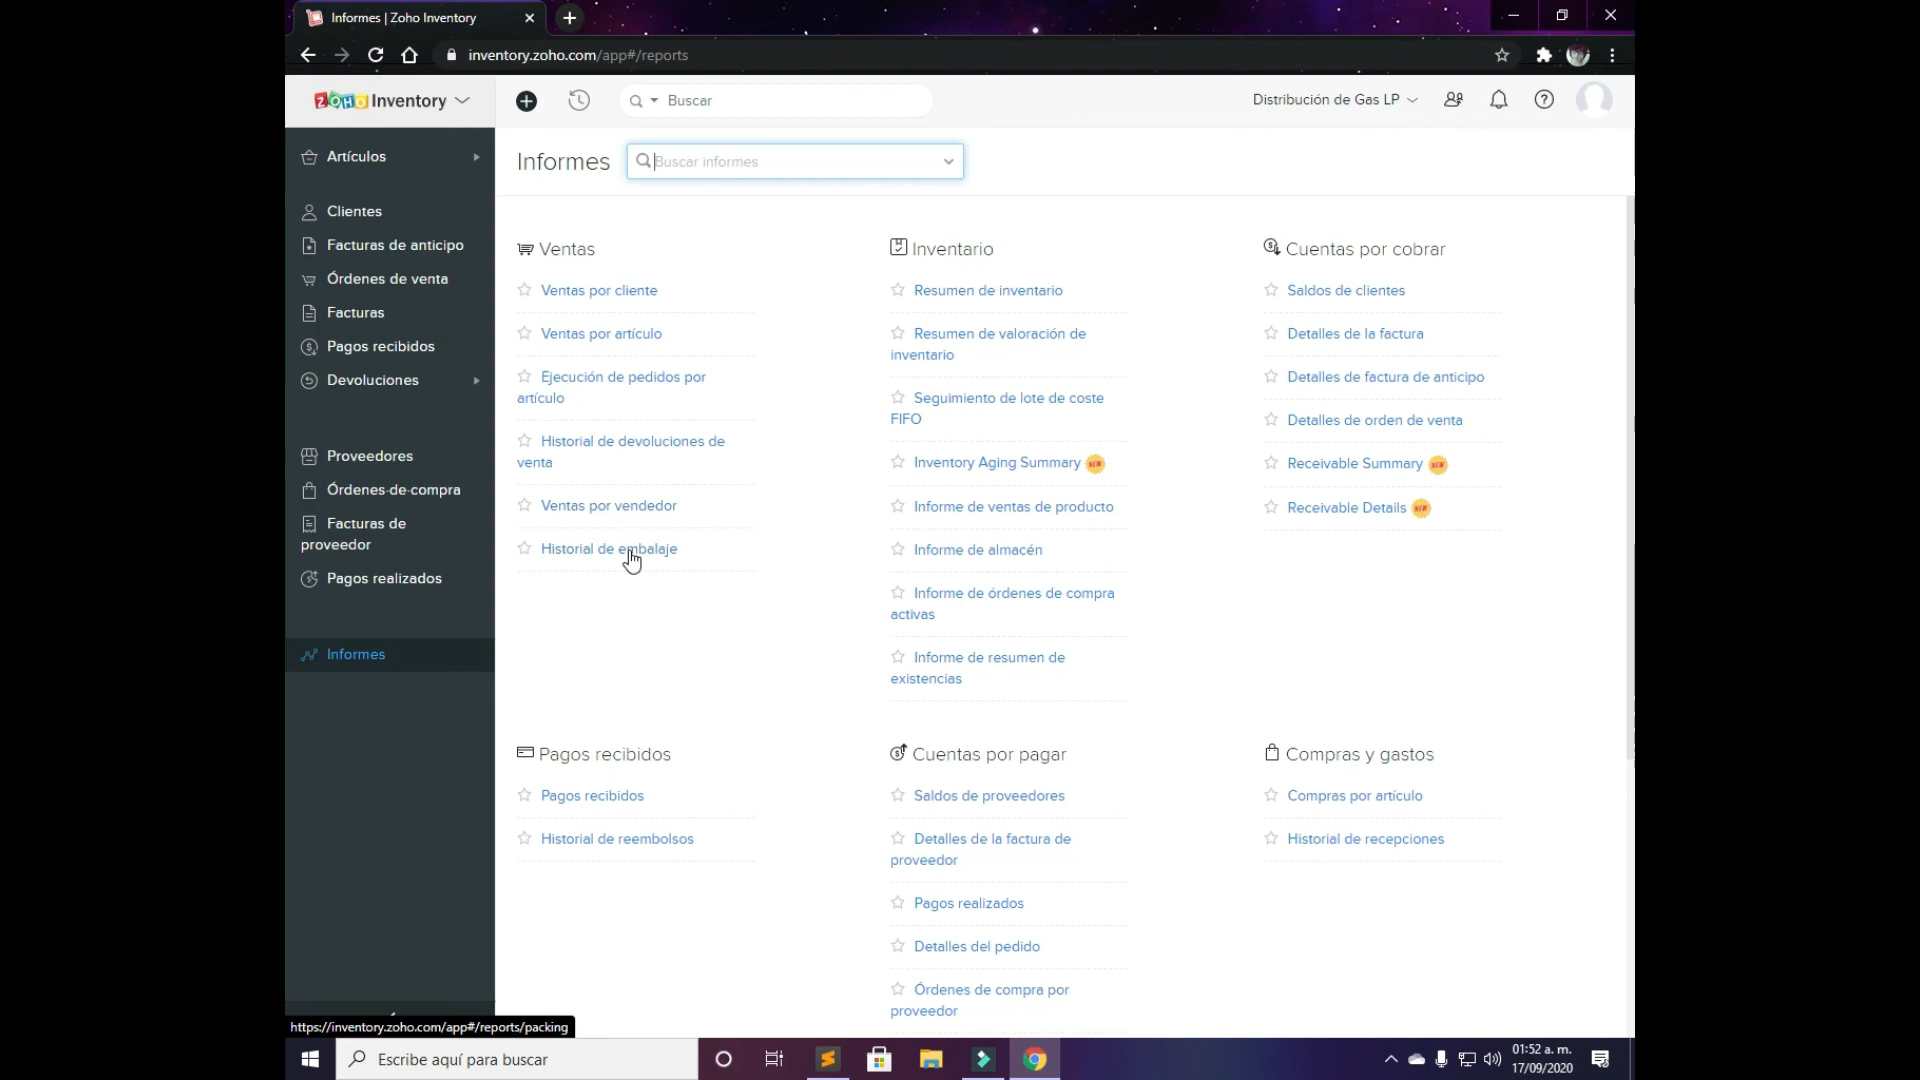 Informes | Zoho Inventory
inventory.zoho.com/app#/reports
ZOHO Inventory
Buscar
Distribución de Gas LP
Artículos
Clientes
Facturas de anticipo
Órdenes de venta
Facturas
Pagos recibidos
Devoluciones
Proveedores
Órdenes-de-compra
Facturas de
proveedor
Pagos realizados
Informes
Informes
Buscar informes
Ventas
Ventas por cliente
Ventas por artículo
Ejecución de pedidos por
artículo
Historial de devoluciones de
venta
Ventas por vendedor
Historial de embalaje
Inventario
Resumen de inventario
Resumen de valoración de
inventario
Seguimiento de lote de coste
FIFO
Inventory Aging Summary NEW
Informe de ventas de producto
Informe de almacén
Informe de órdenes de compra
activas
Informe de resumen de
existencias
Cuentas por cobrar
Saldos de clientes
Detalles de la factura
Detalles de factura de anticipo
Detalles de orden de venta
Receivable Summary NEW
Receivable Details NEW
Pagos recibidos
Pagos recibidos
Historial de reembolsos
Cuentas por pagar
Saldos de proveedores
Detalles de la factura de
proveedor
Pagos realizados
Detalles del pedido
Órdenes de compra por
proveedor
Compras y gastos
Compras por artículo
Historial de recepciones
https://inventory.zoho.com/app#/reports/packing
Escribe aquí para buscar
01:52 a. m.
17/09/2020